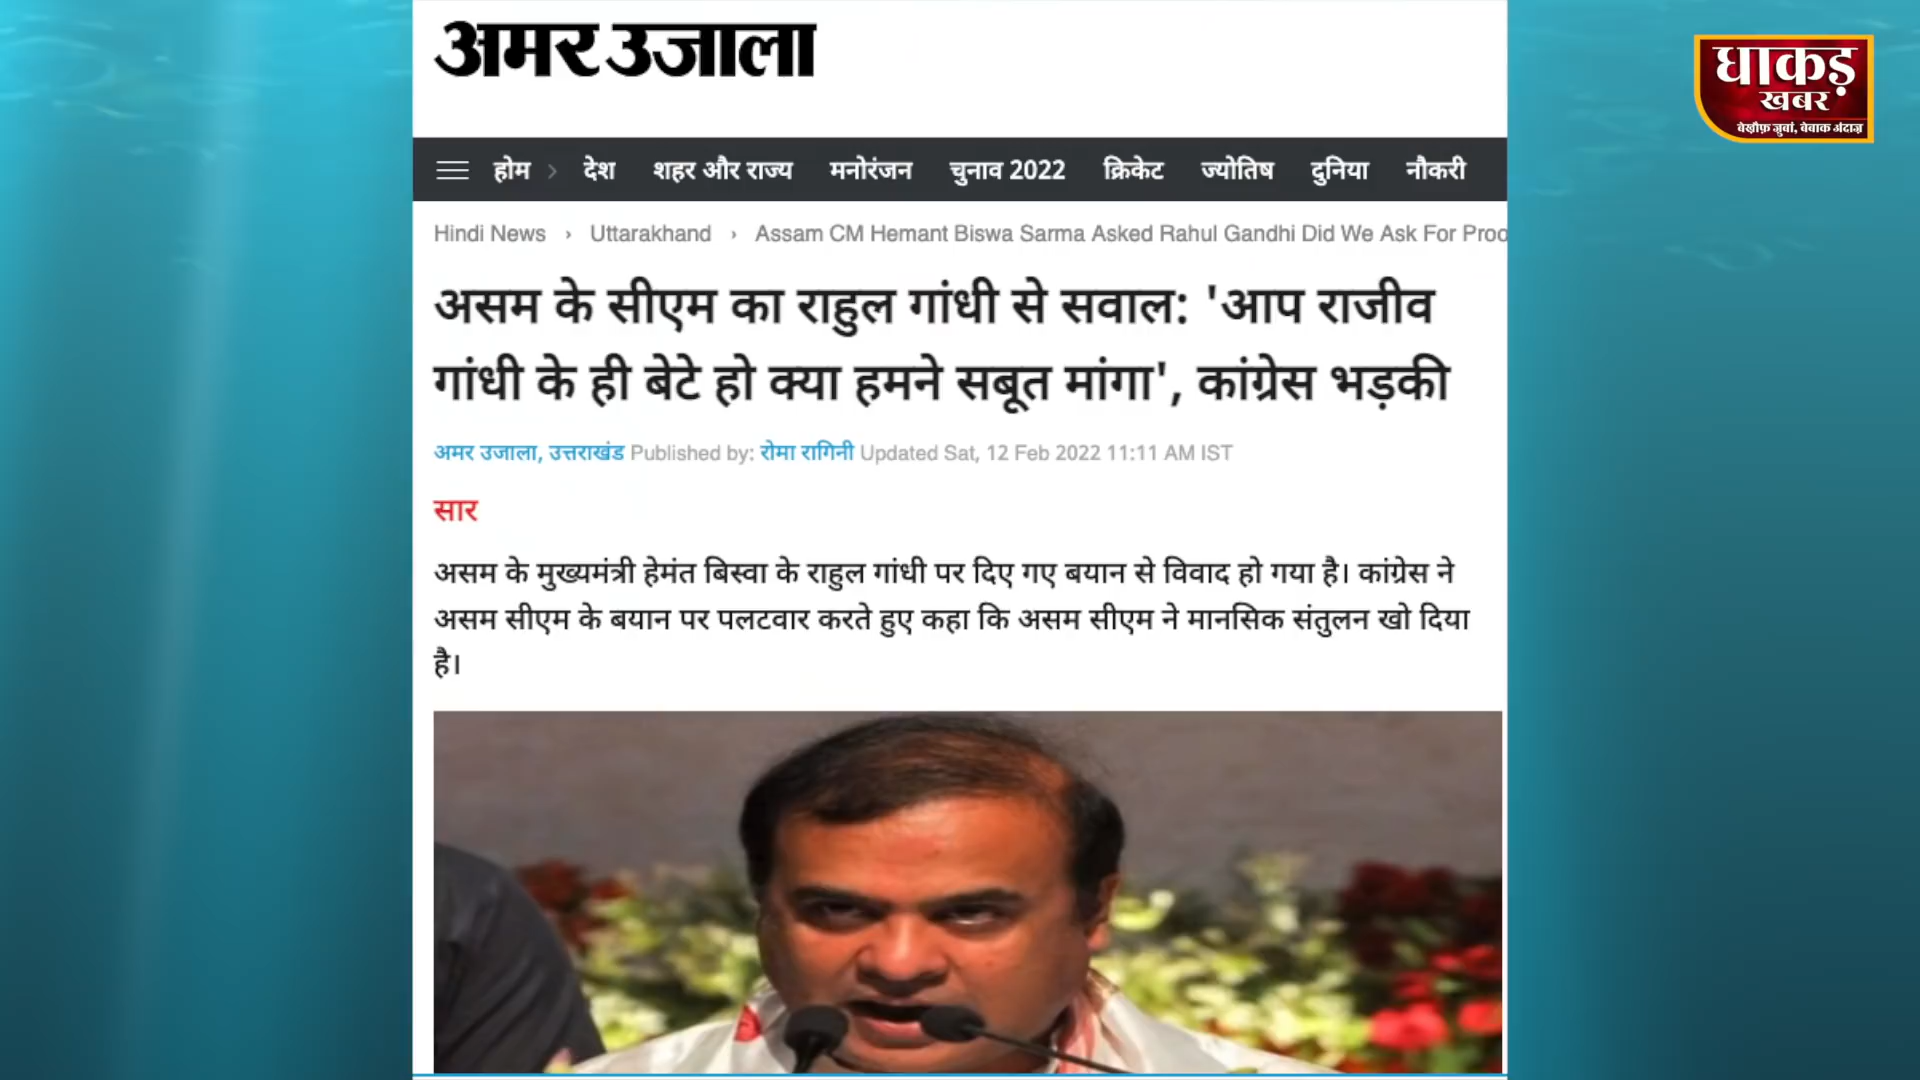 अमर उजाला
धाकड़
खबर
बेख़ौफ़ जुबां, बेबाक अंदाज़
होम › देश शहर और राज्य मनोरंजन चुनाव 2022 क्रिकेट ज्योतिष दुनिया नौकरी
Hindi News › Uttarakhand › Assam CM Hemant Biswa Sarma Asked Rahul Gandhi Did We Ask For Proo
असम के सीएम का राहुल गांधी से सवाल: 'आप राजीव
गांधी के ही बेटे हो क्या हमने सबूत मांगा', कांग्रेस भड़की
अमर उजाला, उत्तराखंड Published by: रोमा रागिनी Updated Sat, 12 Feb 2022 11:11 AM IST
सार
असम के मुख्यमंत्री हेमंत बिस्वा के राहुल गांधी पर दिए गए बयान से विवाद हो गया है। कांग्रेस ने
असम सीएम के बयान पर पलटवार करते हुए कहा कि असम सीएम ने मानसिक संतुलन खो दिया
है।